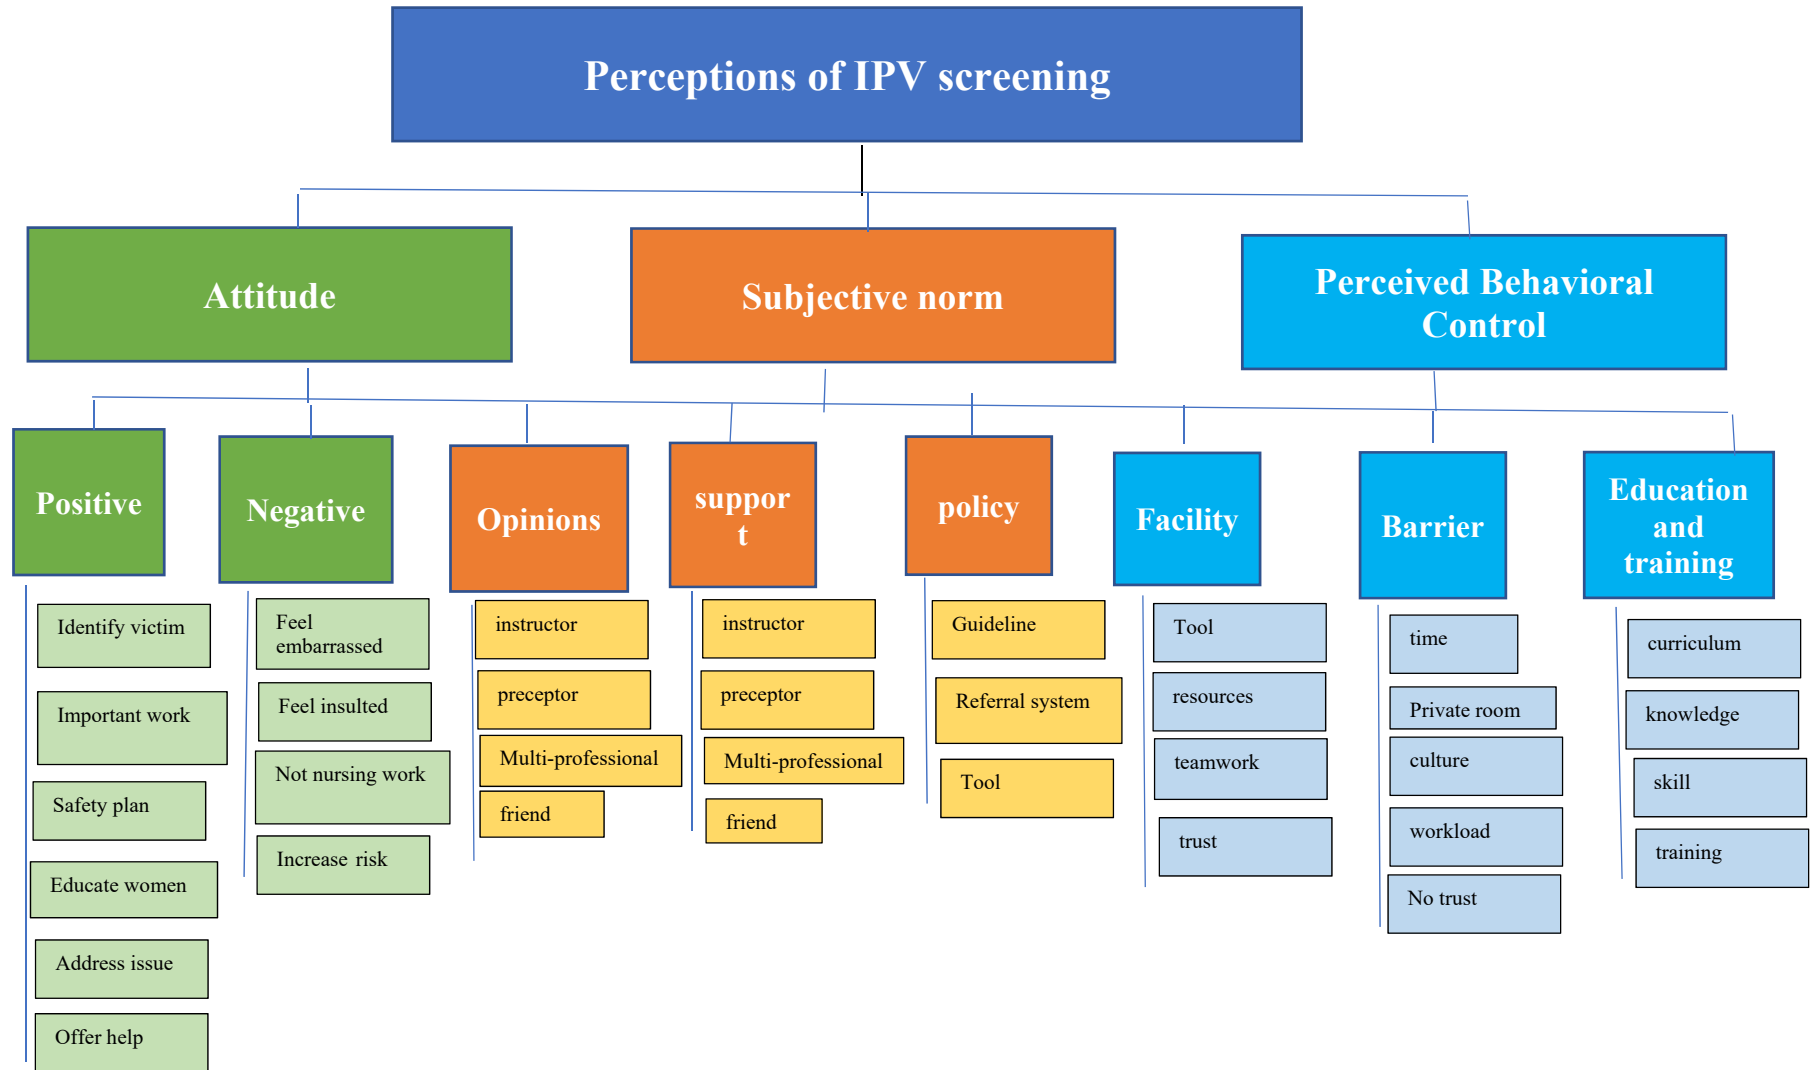 Perceptions of IPV screening
Attitude
Subjective norm
Perceived Behavioral
Control
Positive
Negative
Opinions
suppor
t
policy
Facility
Barrier
Education
and
training
Identify victim
Important work
Safety plan
Educate women
Address issue
Offer help
Feel
embarrassed
Feel insulted
Not nursing work
Increase risk
instructor
preceptor
Multi-professional
friend
instructor
preceptor
Multi-professional
friend
Guideline
Referral system
Tool
Tool
resources
teamwork
trust
time
Private room
culture
workload
No trust
curriculum
knowledge
skill
training